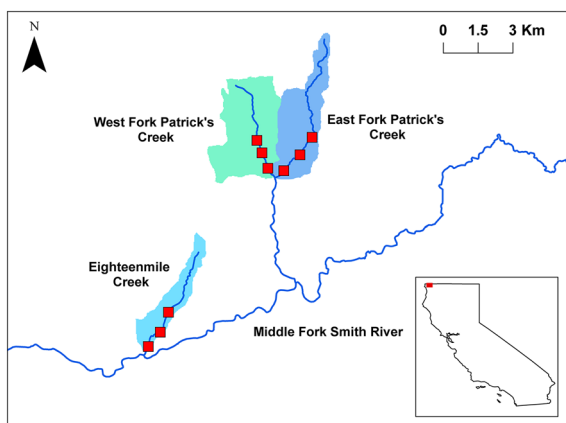 N
0 1.5 3 Km
West Fork Patrick's
Creek
East Fork Patrick's
Creek
Eighteenmile
Creek
Middle Fork Smith River